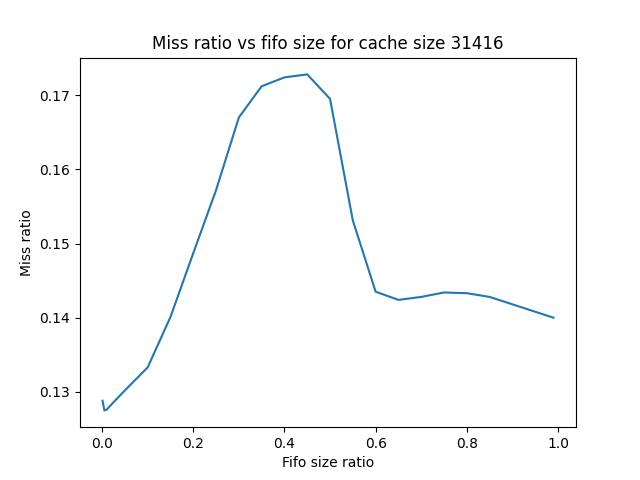 Miss ratio vs fifo size for cache size 31416
0.17
0.16
0.15
0.14
0.13
Miss ratio
0.0 0.2 0.4 0.6 0.8 1.0
Fifo size ratio